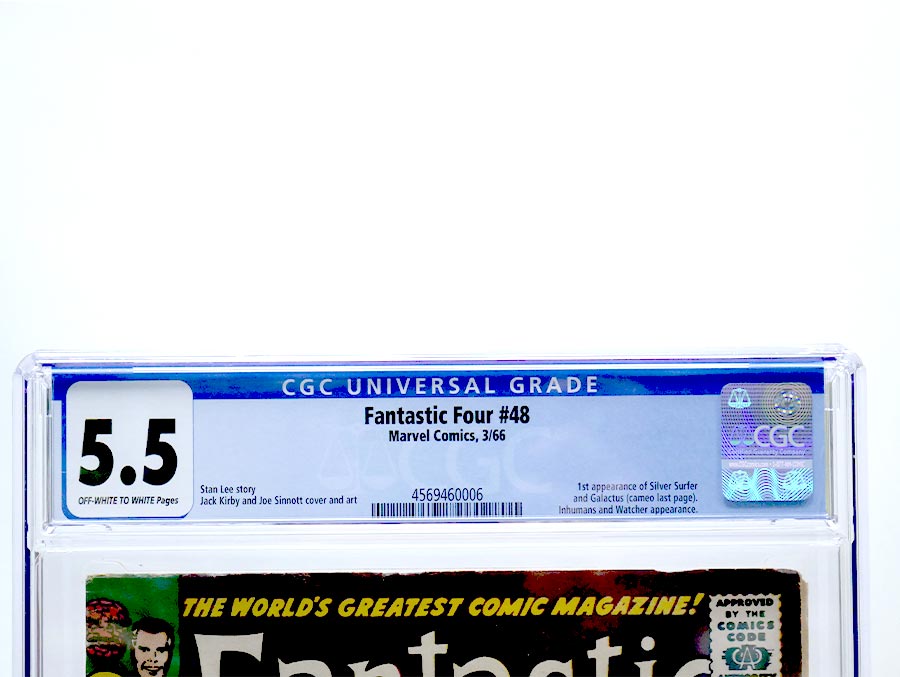 CGC UNIVERSAL GRADE
5.5
OFF-WHITE TO WHITE Pages
Fantastic Four #48
Marvel Comics, 3/66
Stan Lee story
Jack Kirby and Joe Sinnott cover and art
4569460006
1st appearance of Silver Surfer
and Galactus (cameo last page).
Inhumans and Watcher appearance.
CGC
THE WORLD'S GREATEST COMIC MAGAZINE!
Fantastic
APPROVED
BY THE
COMICS
CODE
AUTHORITY